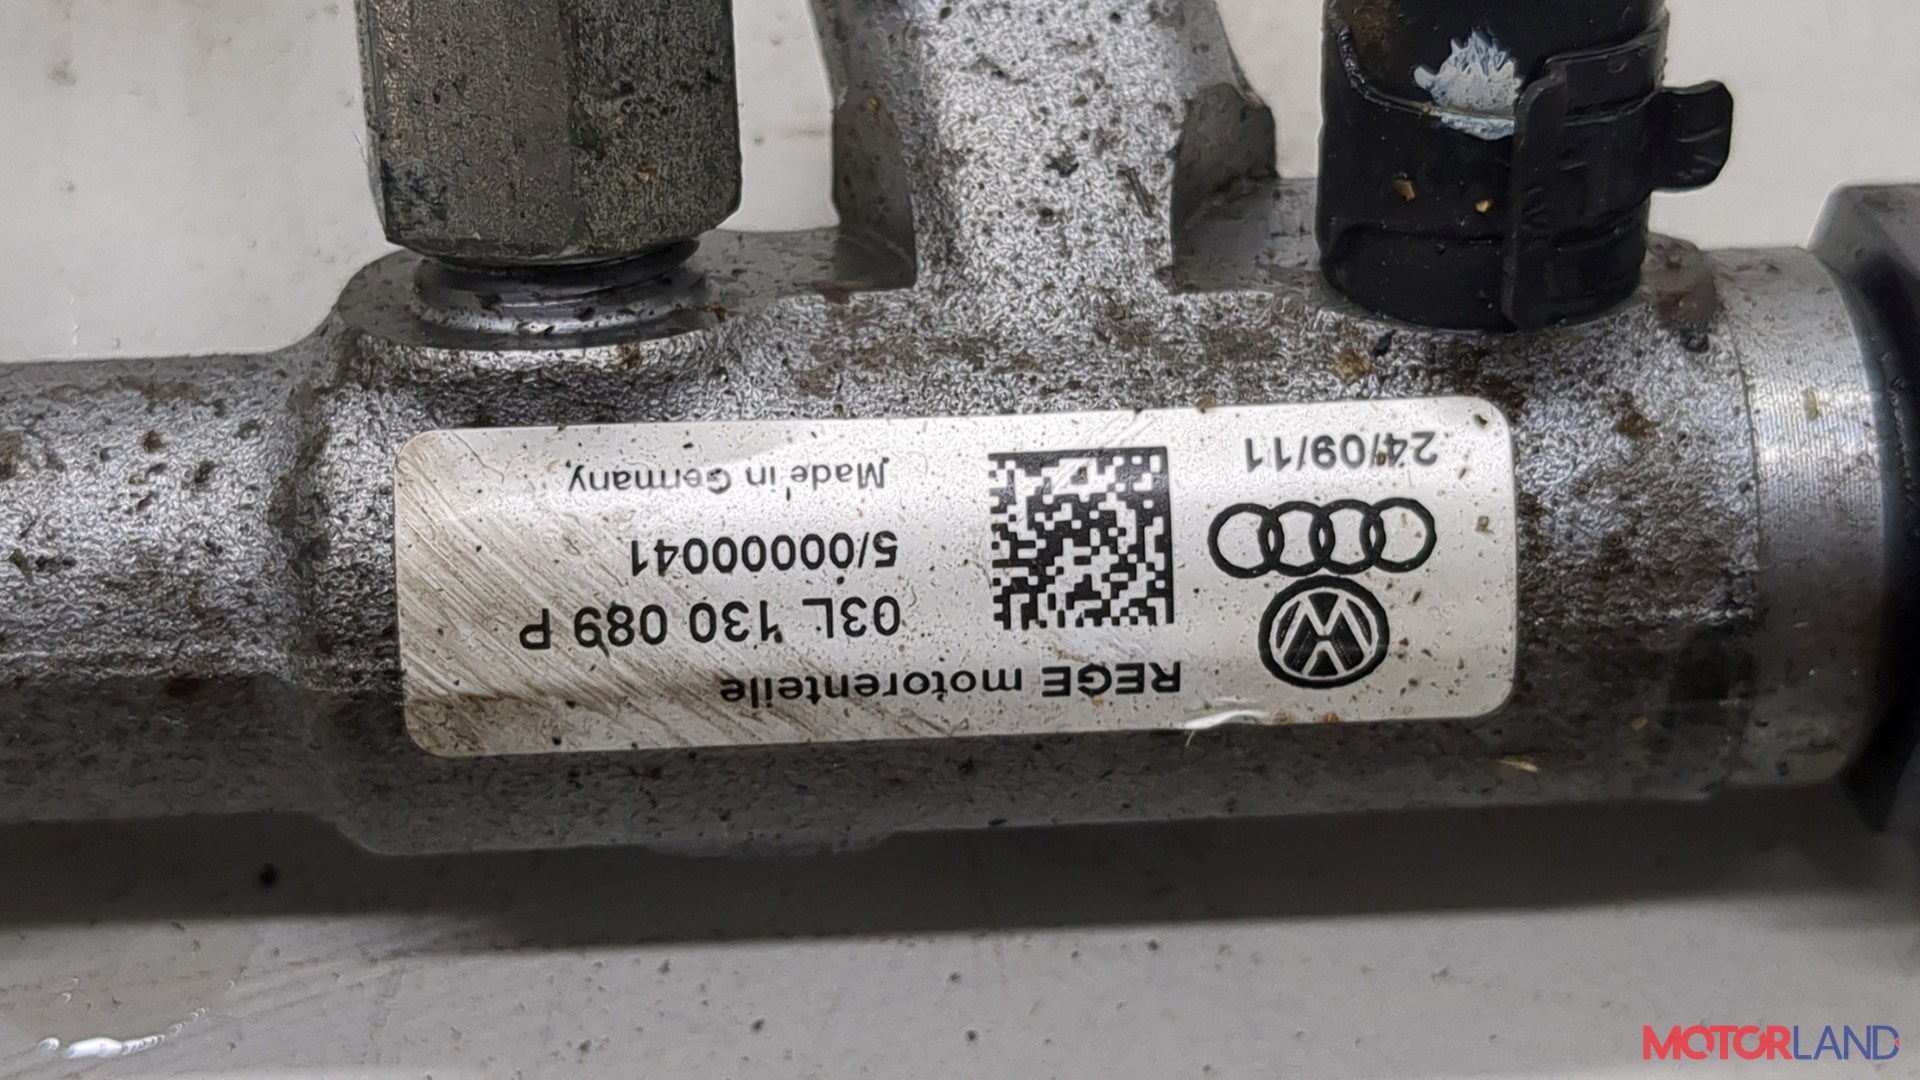 REGE motorenteile
03L 130 089 P
5/00000041
Made in Germany
24/09/11
MOTORLAND